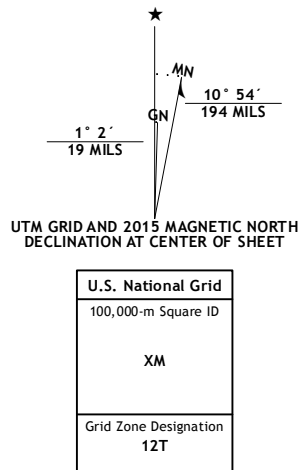 MN
GN
10° 54´
194 MILS
1° 2´
19 MILS
UTM GRID AND 2015 MAGNETIC NORTH
DECLINATION AT CENTER OF SHEET
U.S. National Grid
100,000-m Square ID
XM
Grid Zone Designation
12T